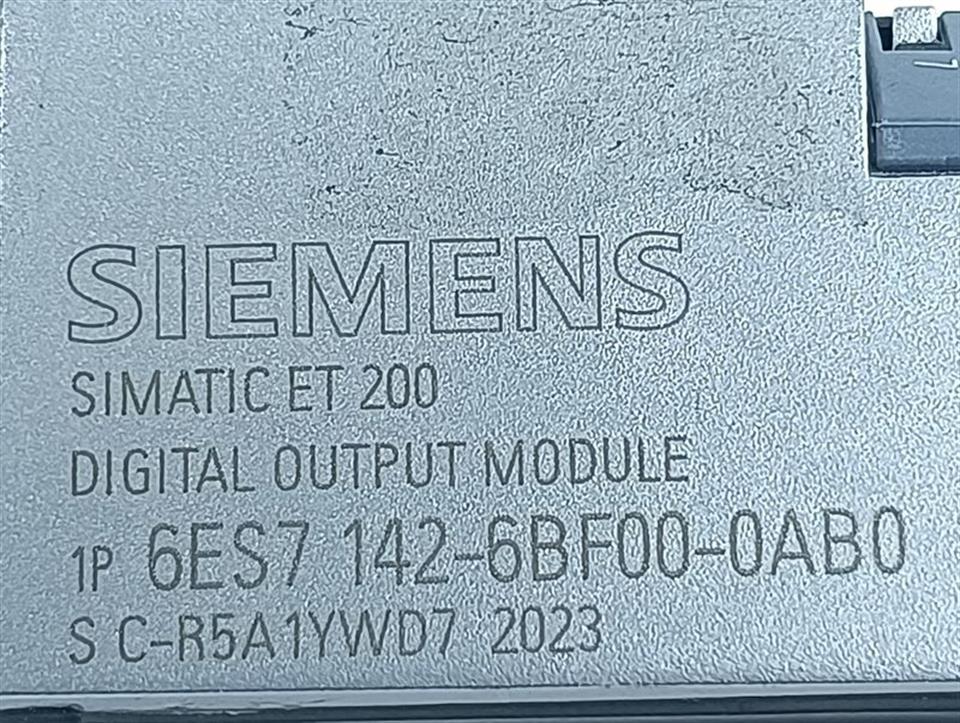 SIEMENS
SIMATIC ET 200
DIGITAL OUTPUT MODULE
1P 6ES7 142-6BF00-0AB0
S C-R5A1YWD7 2023